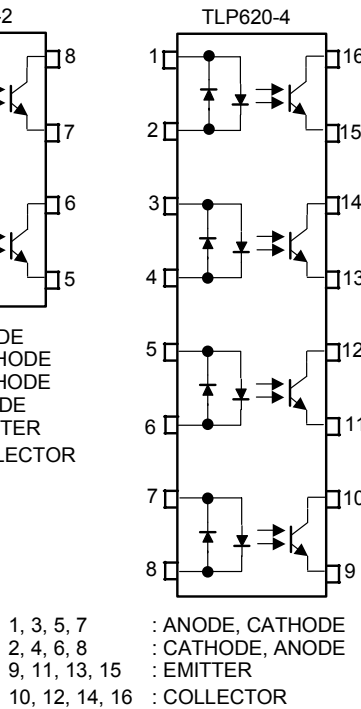 -2
8
7
6
5
DE
HODE
HODE
DE
TTER
LECTOR
TLP620-4
1
2
3
4
5
6
7
8
16
15
14
13
12
11
10
9
1, 3, 5, 7 : ANODE, CATHODE
2, 4, 6, 8 : CATHODE, ANODE
9, 11, 13, 15 : EMITTER
10, 12, 14, 16 : COLLECTOR